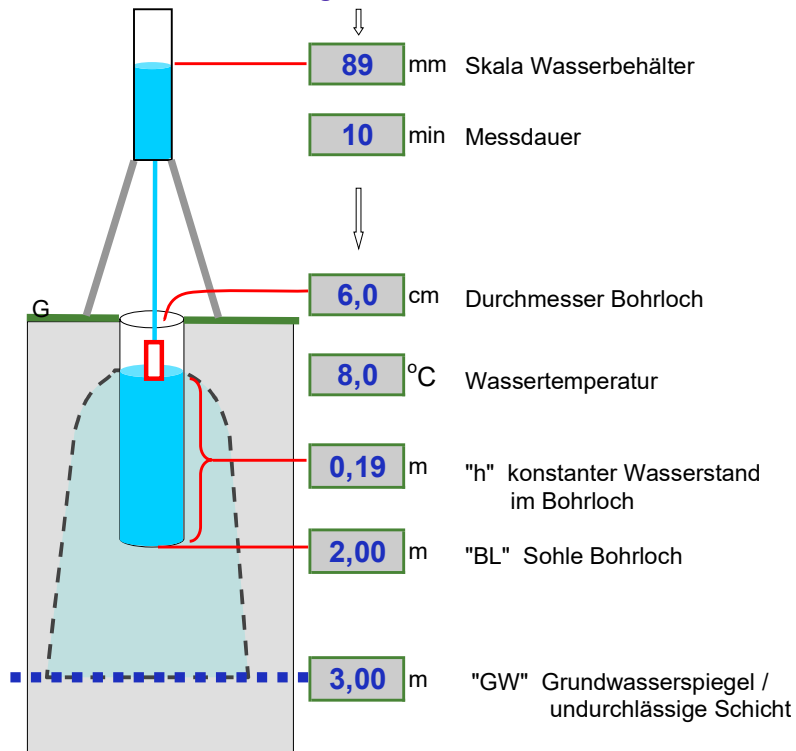 89 mm Skala Wasserbehälter
10 min Messdauer
6,0 cm Durchmesser Bohrloch
G
8,0 °C Wassertemperatur
0,19 m "h" konstanter Wasserstand
im Bohrloch
2,00 m "BL" Sohle Bohrloch
3,00 m "GW" Grundwasserspiegel /
undurchlässige Schicht